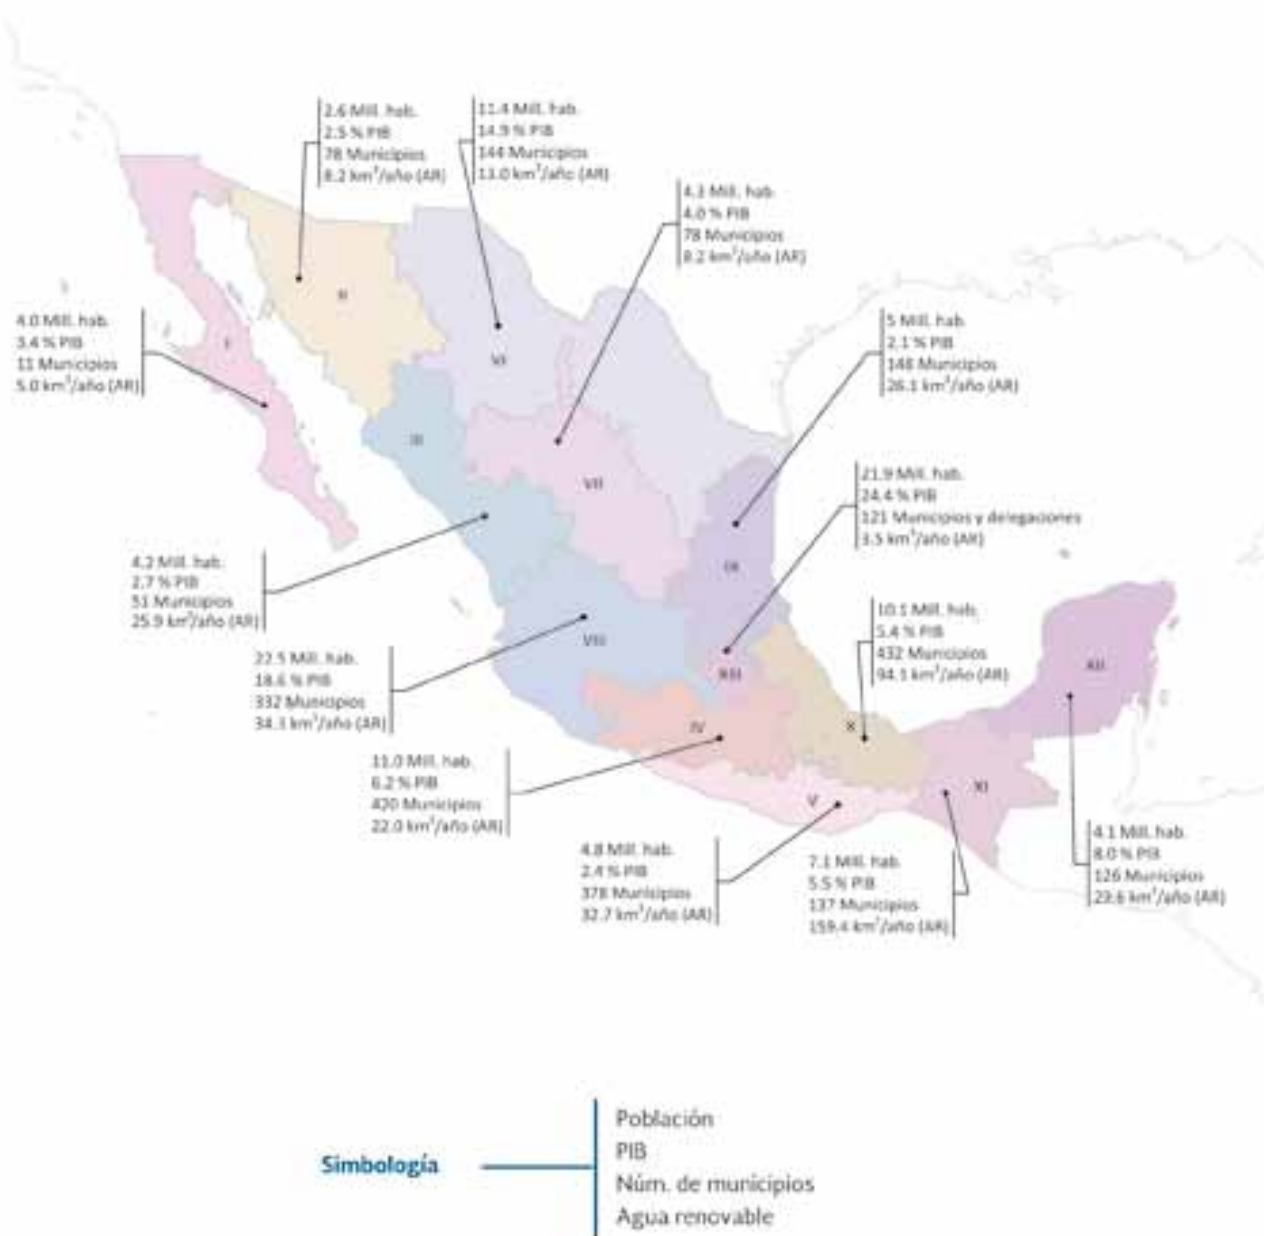 2.6 Mill. hab.
2.5 % PIB
78 Municipios
8.2 km³/año (AR)
11.4 Mill. hab.
14.9 % PIB
144 Municipios
13.0 km³/año (AR)
4.3 Mill. hab.
4.0 % PIB
78 Municipios
8.2 km³/año (AR)
4.0 Mill. hab.
3.4 % PIB
11 Municipios
5.0 km³/año (AR)
5 Mill. hab.
2.1 % PIB
148 Municipios
26.1 km³/año (AR)
21.9 Mill. hab.
24.4 % PIB
121 Municipios y delegaciones
3.5 km³/año (AR)
4.2 Mill. hab.
2.7 % PIB
51 Municipios
25.9 km³/año (AR)
10.1 Mill. hab.
5.4 % PIB
432 Municipios
94.1 km³/año (AR)
22.5 Mill. hab.
18.6 % PIB
332 Municipios
34.3 km³/año (AR)
11.0 Mill. hab.
6.2 % PIB
420 Municipios
22.0 km³/año (AR)
4.8 Mill. hab.
2.4 % PIB
378 Municipios
32.7 km³/año (AR)
7.1 Mill. hab.
5.5 % PIB
137 Municipios
159.4 km³/año (AR)
4.1 Mill. hab.
8.0 % PIB
126 Municipios
29.6 km³/año (AR)
I
II
III
IV
V
VI
VII
VIII
IX
X
XI
XII
XIII
Simbología
Población
PIB
Núm. de municipios
Agua renovable